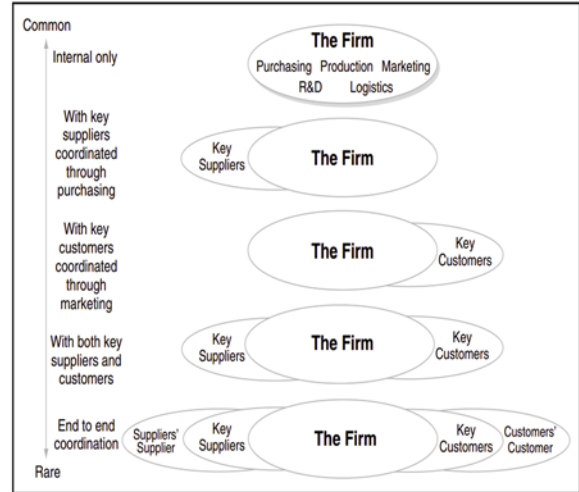 Common
Internal only
The Firm
Purchasing Production Marketing
R&D Logistics
With key
suppliers
coordinated
through
purchasing
Key
Suppliers
The Firm
With key
customers
coordinated
through
marketing
The Firm
Key
Customers
With both key
suppliers and
customers
Key
Suppliers
The Firm
Key
Customers
End to end
coordination
Suppliers'
Supplier
Key
Suppliers
The Firm
Key
Customers
Customers'
Customer
Rare